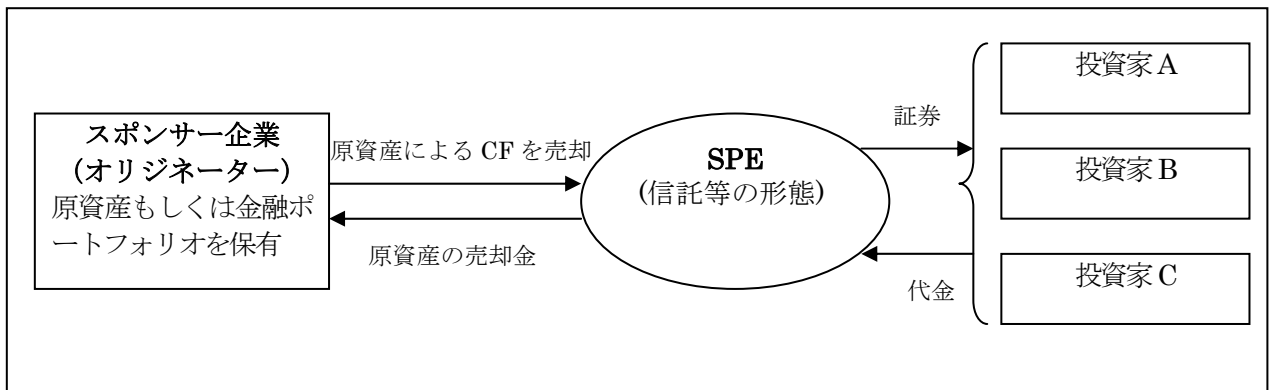 スポンサー企業
(オリジネーター)
原資産もしくは金融ポ
ートフォリオを保有
原資産による CF を売却
原資産の売却金
SPE
(信託等の形態)
証券
代金
投資家 A
投資家 B
投資家 C